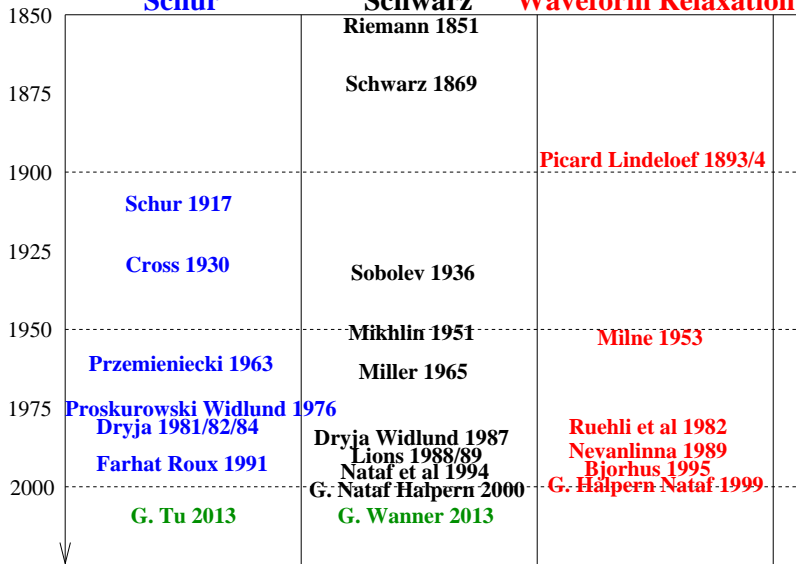 Schur
Schwarz
Waveform Relaxation
1850
Riemann 1851
Schwarz 1869
1875
Picard Lindeloef 1893/4
1900
Schur 1917
1925
Cross 1930
Sobolev 1936
1950
Mikhlin 1951
Milne 1953
Przemieniecki 1963
Miller 1965
1975
Proskurowski Widlund 1976
Dryja 1981/82/84
Ruehli et al 1982
Dryja Widlund 1987
Lions 1988/89
Nevanlinna 1989
Farhat Roux 1991
Nataf et al 1994
Bjorhus 1995
G. Halpern Nataf 1999
2000
G. Nataf Halpern 2000
G. Tu 2013
G. Wanner 2013